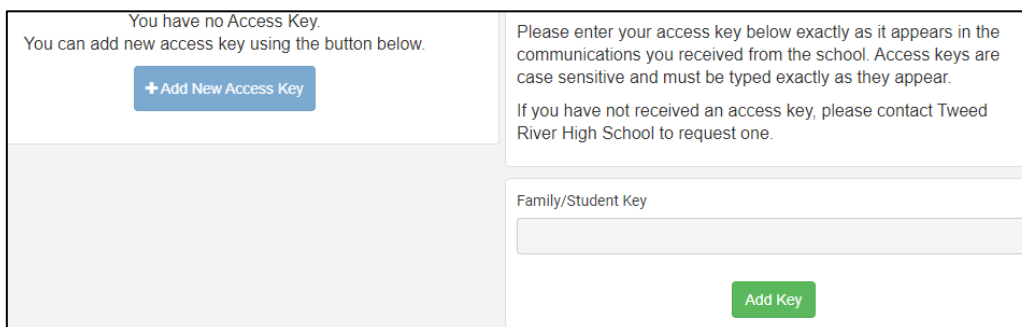 You have no Access Key.
You can add new access key using the button below.
+Add New Access Key
Please enter your access key below exactly as it appears in the
communications you received from the school. Access keys are
case sensitive and must be typed exactly as they appear.
If you have not received an access key, please contact Tweed
River High School to request one.
Family/Student Key
Add Key